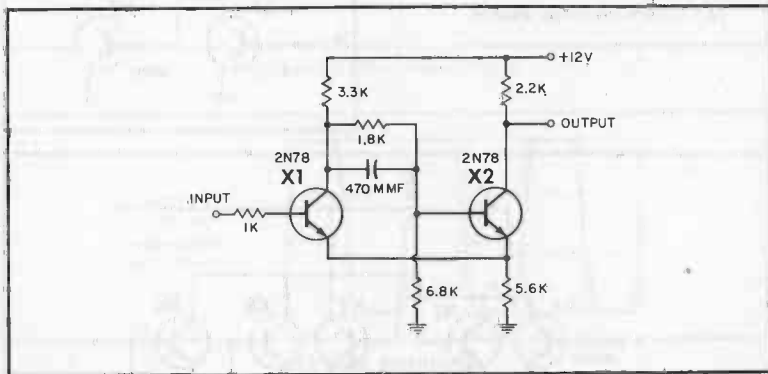 +12V
3.3K
2.2K
OUTPUT
1.8K
2N78
X1
470 MMF
2N78
X2
INPUT
1K
6.8K
5.6K